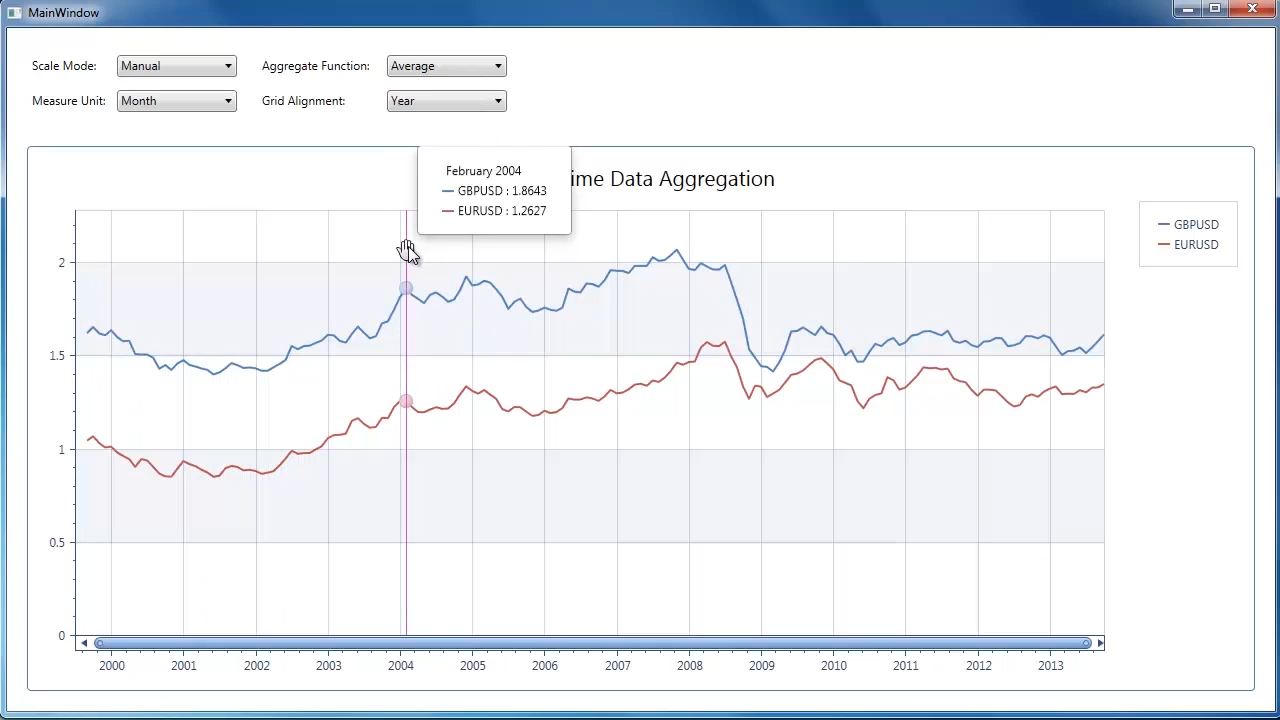 MainWindow
Scale Mode: Manual Aggregate Function: Average
Measure Unit: Month Grid Alignment: Year
February 2004
GBPUSD : 1.8643
EURUSD : 1.2627
Data Aggregation
GBPUSD
EURUSD
2
1.5
1
0.5
0
2000 2001 2002 2003 2004 2005 2006 2007 2008 2009 2010 2011 2012 2013